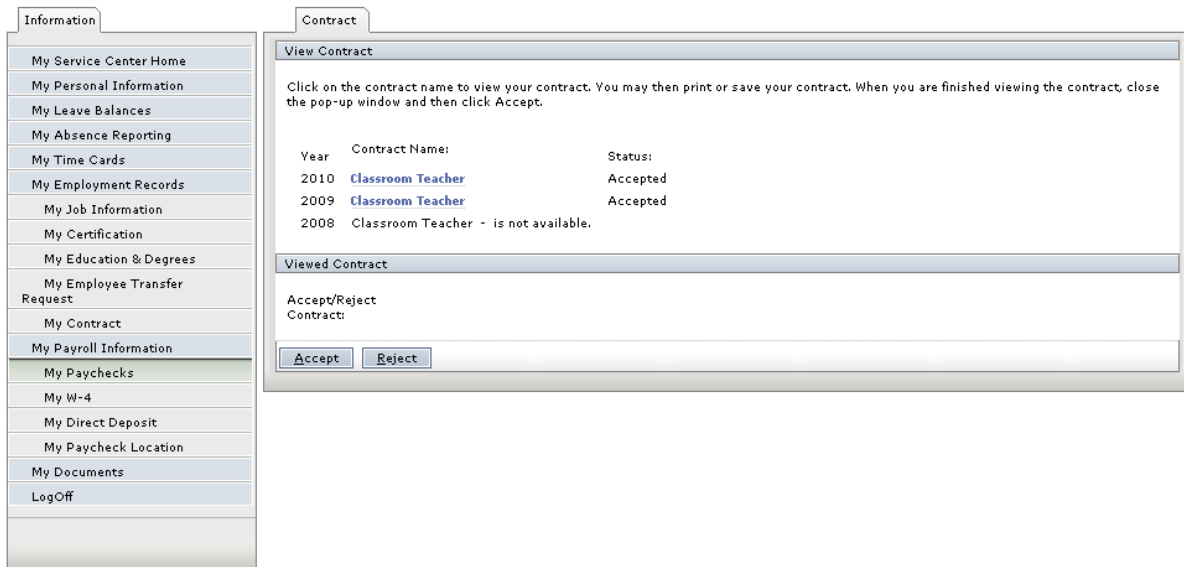 Information
My Service Center Home
My Personal Information
My Leave Balances
My Absence Reporting
My Time Cards
My Employment Records
My Job Information
My Certification
My Education & Degrees
My Employee Transfer
Request
My Contract
My Payroll Information
My Paychecks
My W-4
My Direct Deposit
My Paycheck Location
My Documents
LogOff
Contract
View Contract
Click on the contract name to view your contract. You may then print or save your contract. When you are finished viewing the contract, close
the pop-up window and then click Accept.
Year Contract Name: Status:
2010 Classroom Teacher Accepted
2009 Classroom Teacher Accepted
2008 Classroom Teacher - is not available.
Viewed Contract
Accept/Reject
Contract:
Accept Reject